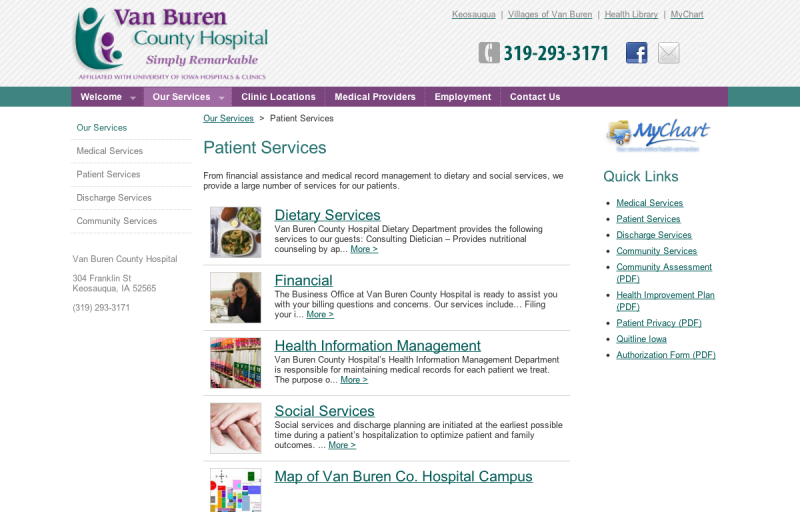 Van Buren
County Hospital
Simply Remarkable
AFFILIATED WITH UNIVERSITY OF IOWA HOSPITALS & CLINICS
Keosauqua | Villages of Van Buren | Health Library | MyChart
319-293-3171
Welcome Our Services Clinic Locations Medical Providers Employment Contact Us
Our Services
Medical Services
Patient Services
Discharge Services
Community Services
Van Buren County Hospital
304 Franklin St
Keosauqua, IA 52565
(319) 293-3171
Our Services > Patient Services
Patient Services
From financial assistance and medical record management to dietary and social services, we
provide a large number of services for our patients.
Dietary Services
Van Buren County Hospital Dietary Department provides the following
services to our guests: Consulting Dietician – Provides nutritional
counseling by ap... More >
Financial
The Business Office at Van Buren County Hospital is ready to assist you
with your billing questions and concerns. Our services include... Filing
your i... More >
Health Information Management
Van Buren County Hospital's Health Information Management Department
is responsible for maintaining medical records for each patient we treat.
The purpose o... More >
Social Services
Social services and discharge planning are initiated at the earliest possible
time during a patient's hospitalization to optimize patient and family
outcomes. ... More >
Map of Van Buren Co. Hospital Campus
MyChart
Quick Links
Medical Services
Patient Services
Discharge Services
Community Services
Community Assessment
(PDF)
Health Improvement Plan
(PDF)
Patient Privacy (PDF)
Quitline Iowa
Authorization Form (PDF)